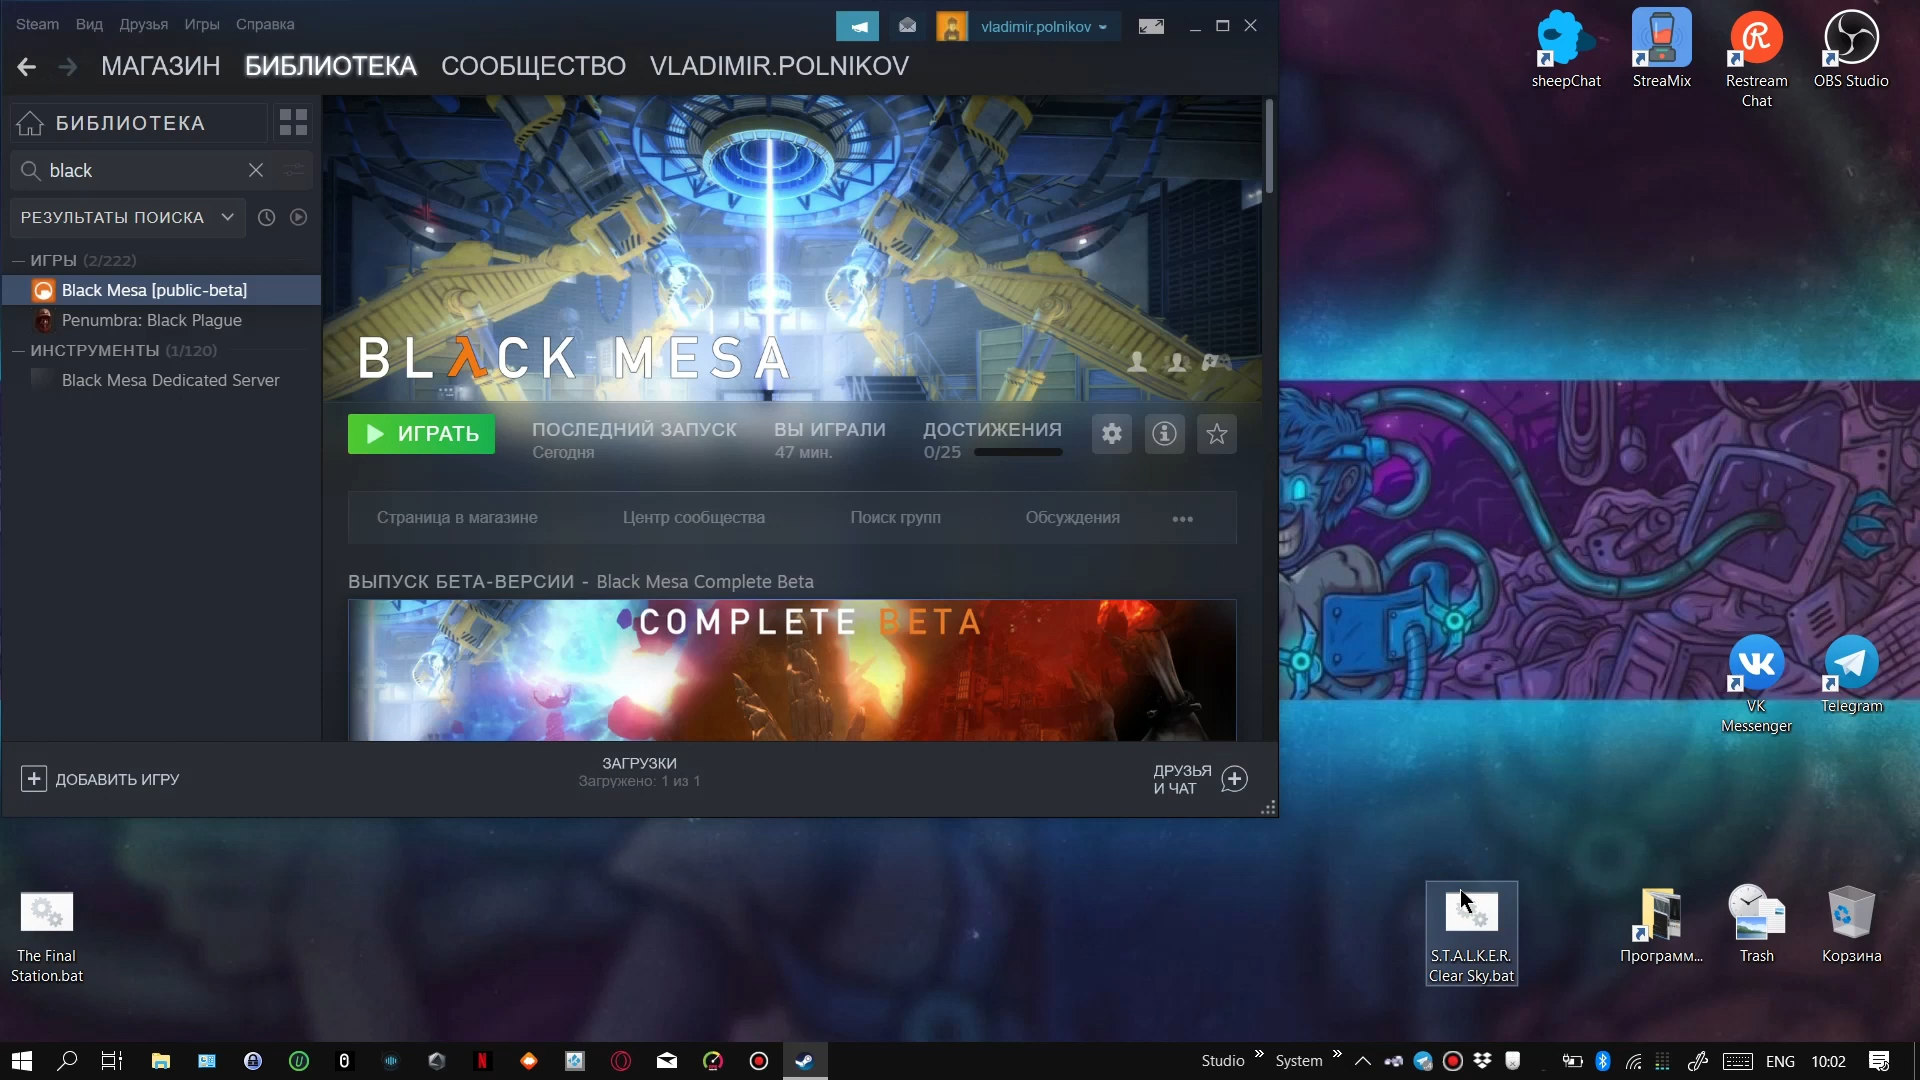 Steam Вид Друзья Игры Справка
vladimir.polnikov
МАГАЗИН БИБЛИОТЕКА СООБЩЕСТВО VLADIMIR.POLNIKOV
БИБЛИОТЕКА
black
РЕЗУЛЬТАТЫ ПОИСКА
— ИГРЫ (2/222)
Black Mesa [public-beta]
Penumbra: Black Plague
— ИНСТРУМЕНТЫ (1/120)
Black Mesa Dedicated Server
BLACK MESA
ИГРАТЬ
ПОСЛЕДНИЙ ЗАПУСК
Сегодня
ВЫ ИГРАЛИ
47 мин.
ДОСТИЖЕНИЯ
0/25
Страница в магазине Центр сообщества Поиск групп Обсуждения
ВЫПУСК БЕТА-ВЕРСИИ - Black Mesa Complete Beta
COMPLETE BETA
ДОБАВИТЬ ИГРУ
ЗАГРУЗКИ
Загружено: 1 из 1
ДРУЗЬЯ
И ЧАТ
sheepChat
StreaMix
Restream
Chat
OBS Studio
VK
Messenger
Telegram
The Final
Station.bat
S.T.A.L.K.E.R.
Clear Sky.bat
Программ...
Trash
Корзина
Studio » System » ENG 10:02